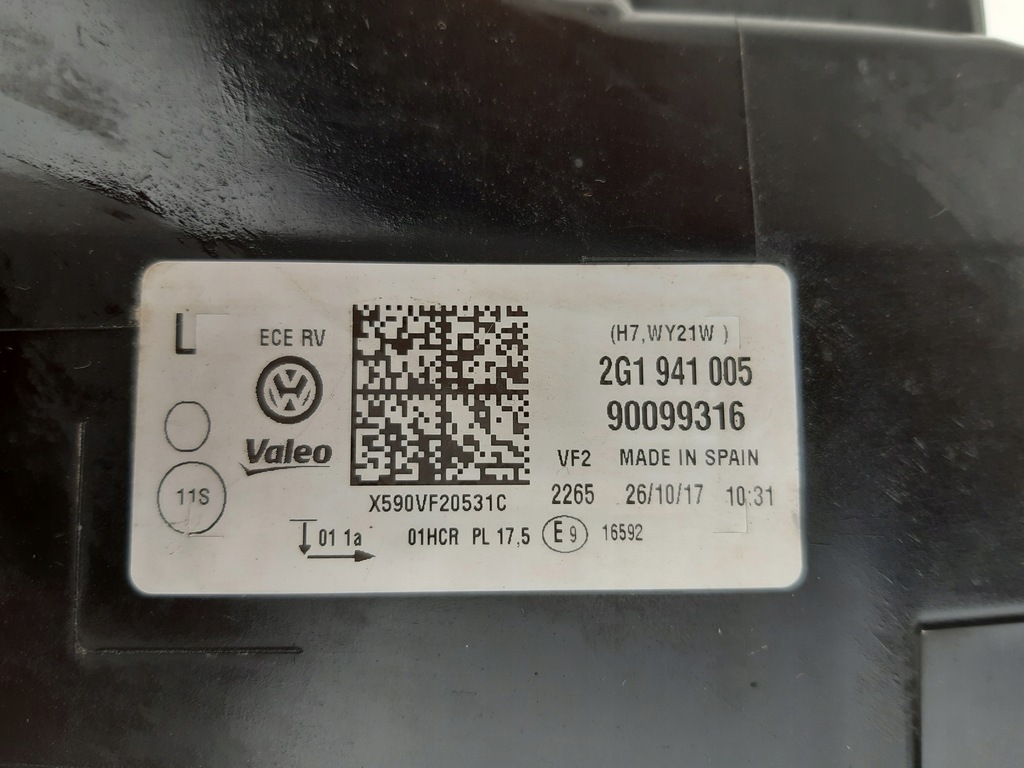 L
ECE RV
(H7,WY21W )
2G1 941 005
90099316
Valeo
VF2 MADE IN SPAIN
11S
X590VF20531C
2265 26/10/17 10:31
01 1a 01HCR PL 17,5 E9 16592